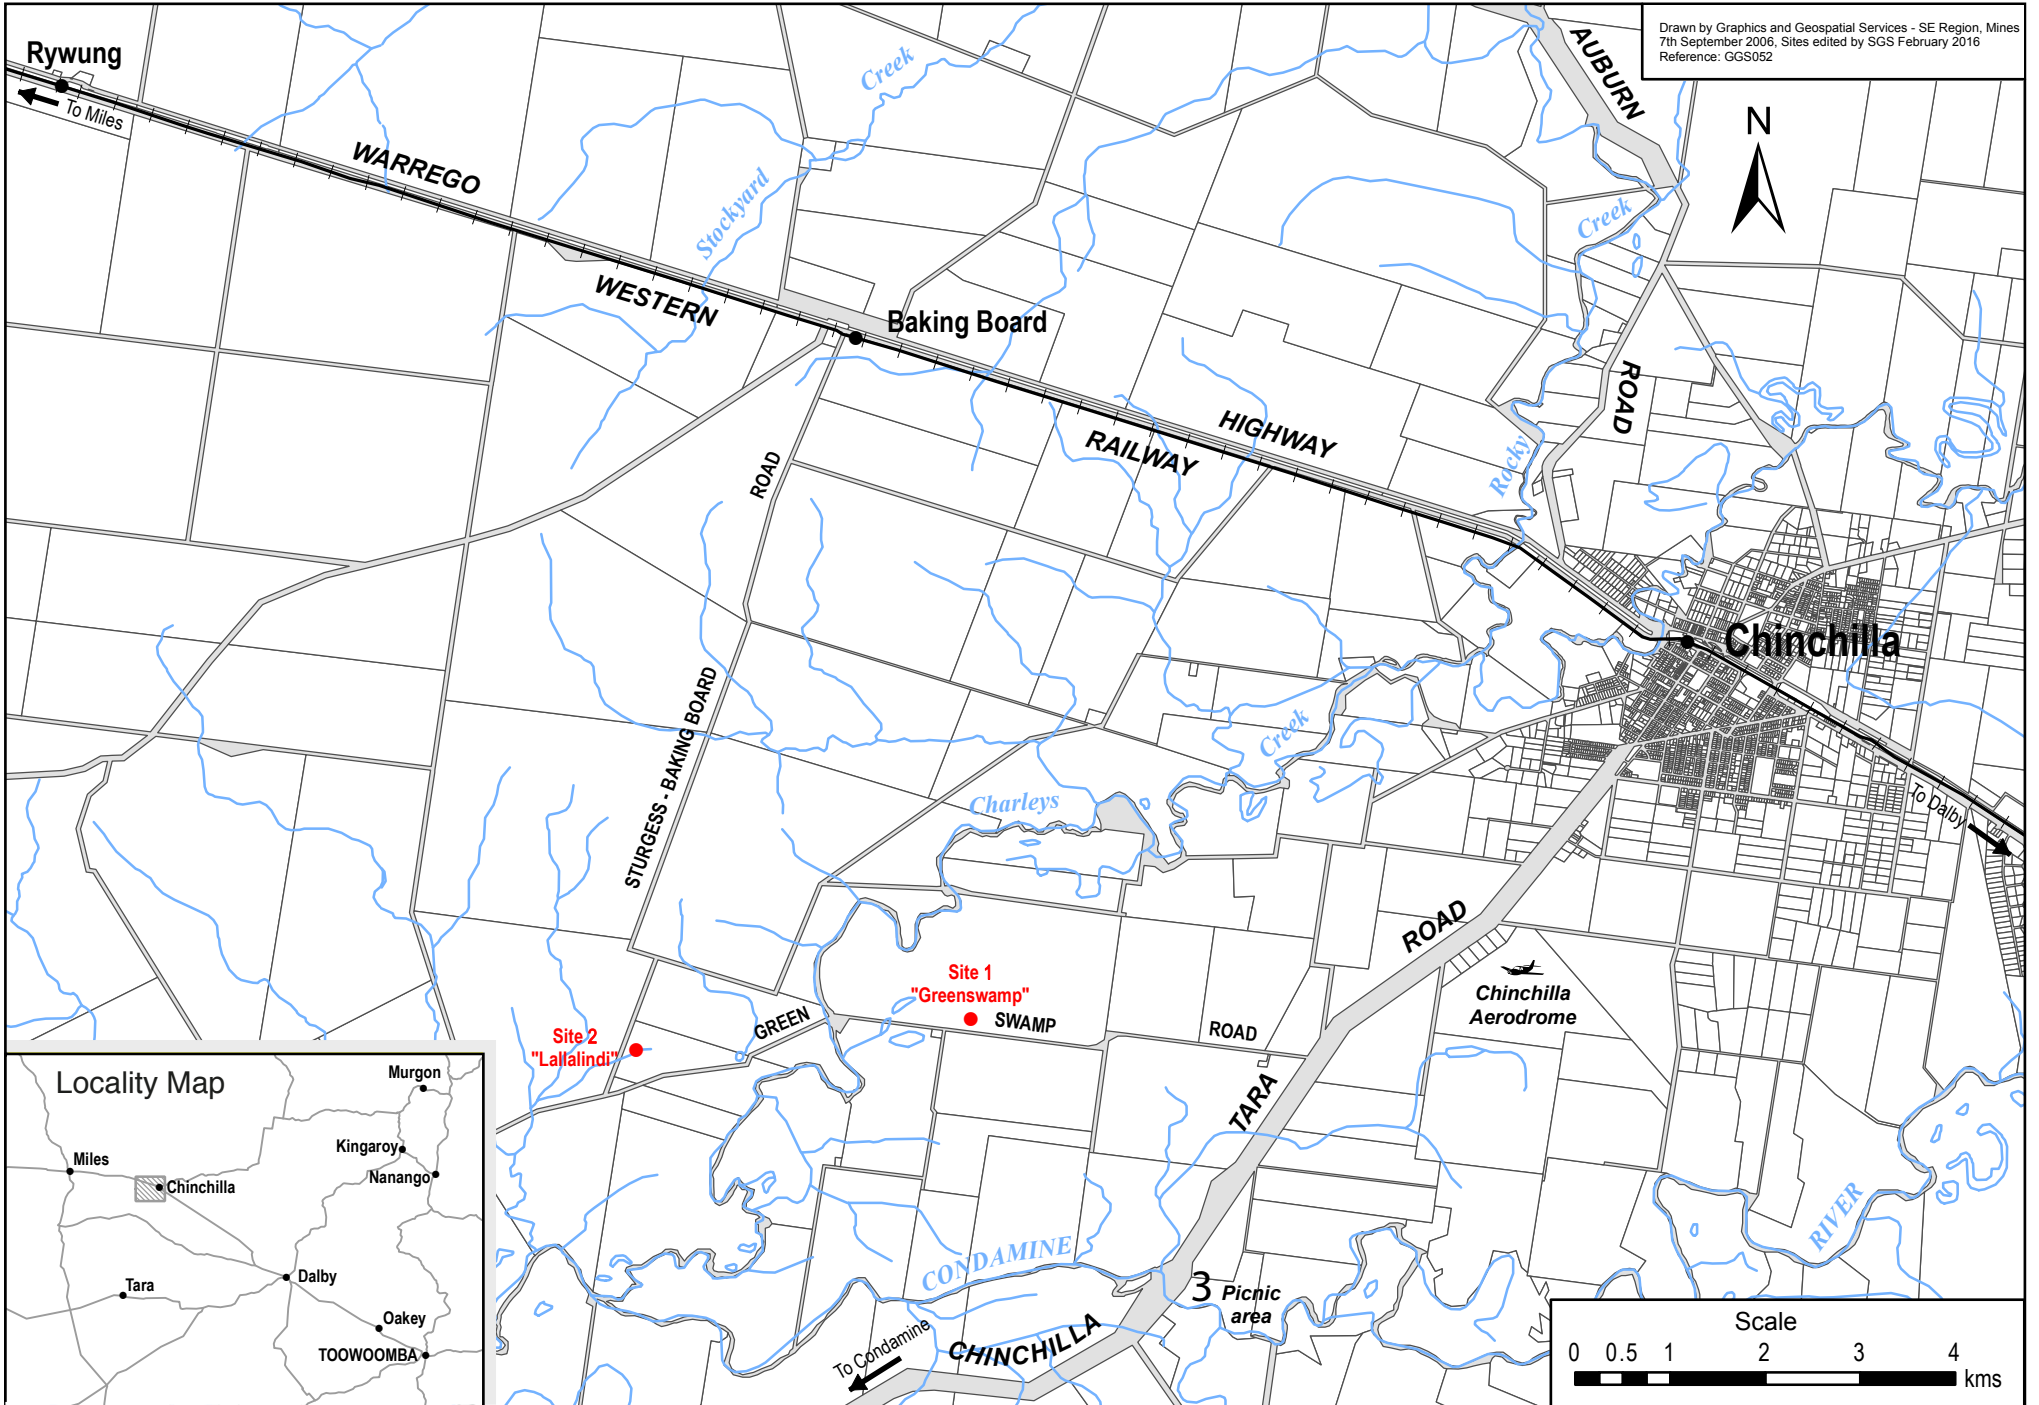 Drawn by Graphics and Geospatial Services - SE Region, Mines
7th September 2006, Sites edited by SGS February 2016
Reference: GGS052
Rywung
To Miles
WARREGO
WESTERN
Stockyard
Creek
AUBURN
N
Creek
Baking Board
ROAD
HIGHWAY
RAILWAY
Rocky
ROAD
Chinchilla
STURGESS - BAKING BOARD
Creek
Charleys
To Dalby
ROAD
Site 1
"Greenswamp"
SWAMP
GREEN
ROAD
Chinchilla
Aerodrome
Site 2
"Lallalindi"
TARA
CONDAMINE
RIVER
3 Picnic
area
CHINCHILLA
To Condamine
Locality Map
Murgon
Kingaroy
Nanango
Miles
Chinchilla
Dalby
Tara
Oakey
TOOWOOMBA
Scale
0 0.5 1 2 3 4
kms